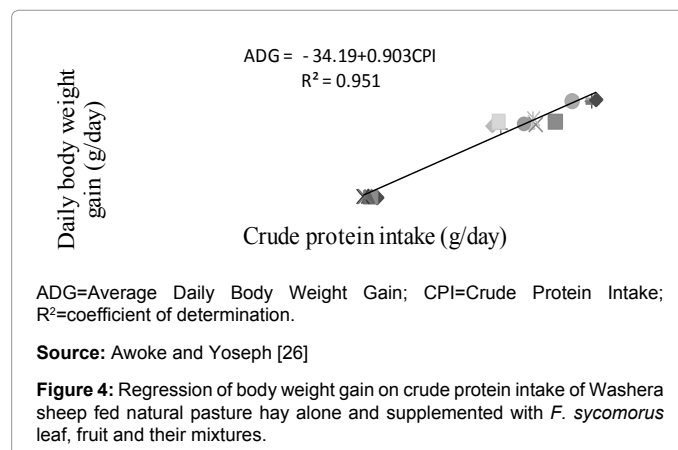 ADG = - 34.19+0.903CPI
R² = 0.951
Daily body weight
gain (g/day)
Crude protein intake (g/day)
ADG=Average Daily Body Weight Gain; CPI=Crude Protein Intake;
R²=coefficient of determination.
Source: Awoke and Yoseph [26]
Figure 4: Regression of body weight gain on crude protein intake of Washera
sheep fed natural pasture hay alone and supplemented with F. sycomorus
leaf, fruit and their mixtures.